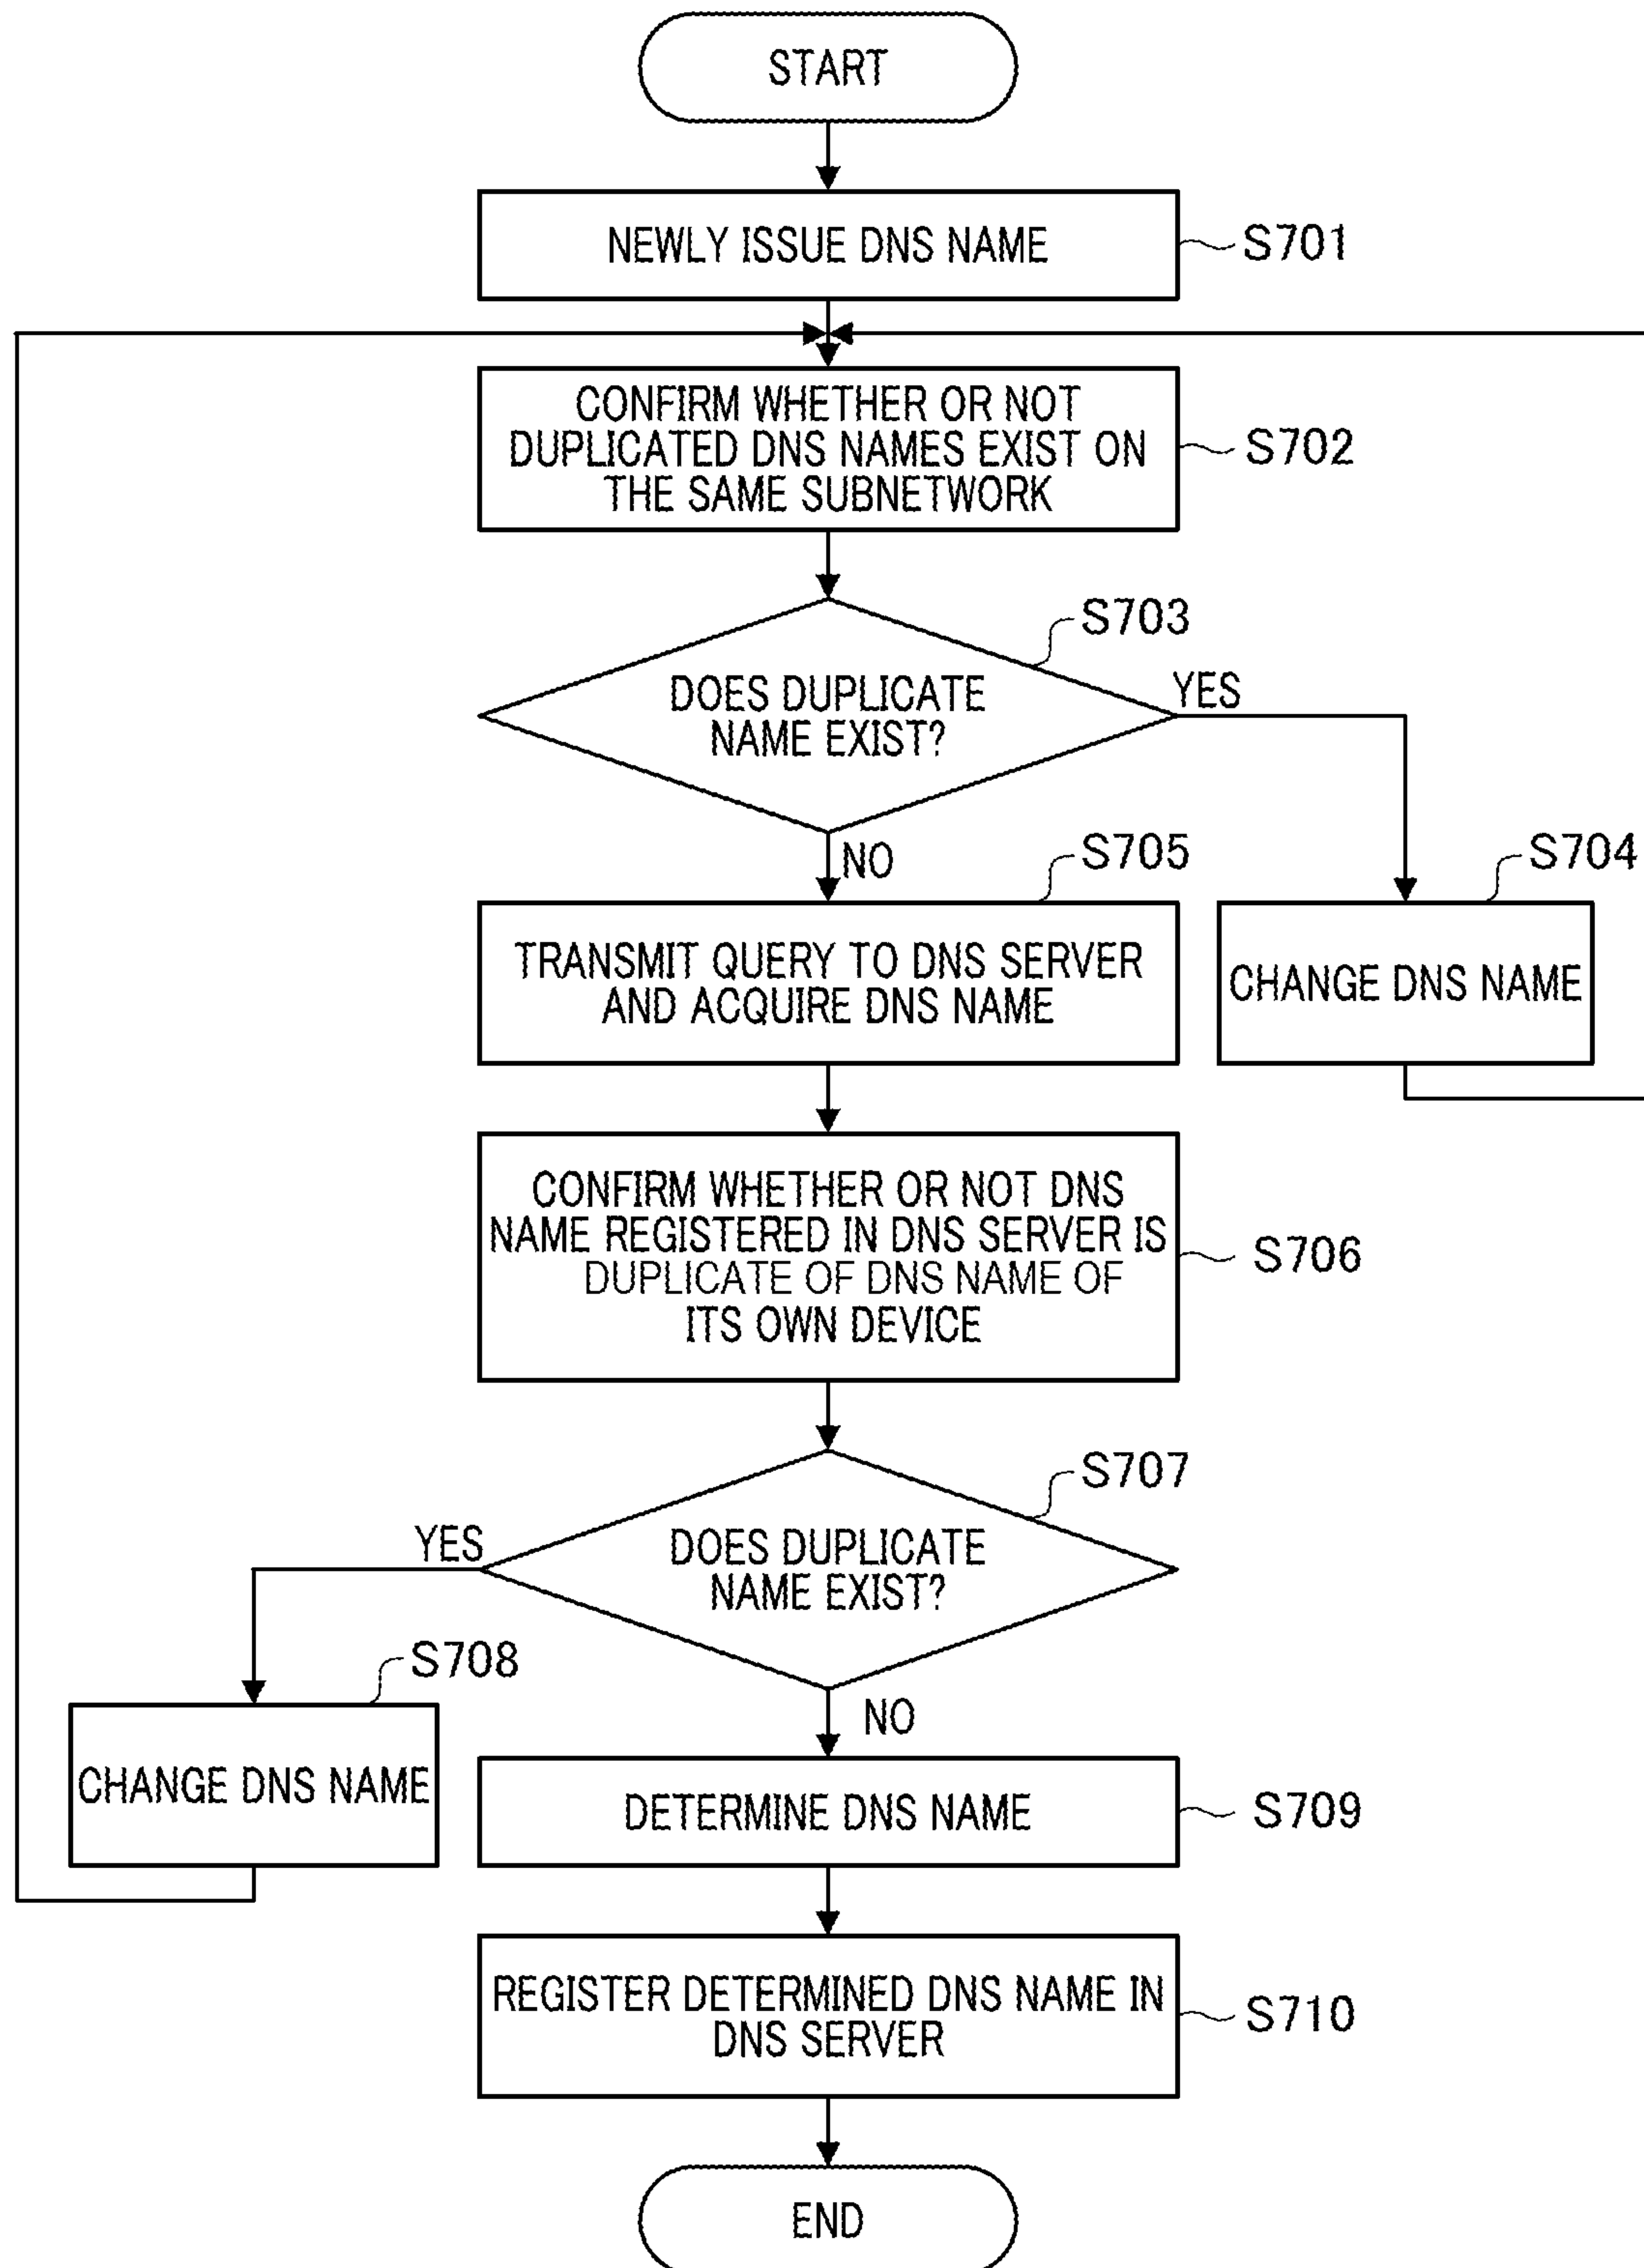 START
NEWLY ISSUE DNS NAME
S701
CONFIRM WHETHER OR NOT
DUPLICATED DNS NAMES EXIST ON
THE SAME SUBNETWORK
S702
S703
DOES DUPLICATE
NAME EXIST?
YES
NO
S705
TRANSMIT QUERY TO DNS SERVER
AND ACQUIRE DNS NAME
S704
CHANGE DNS NAME
CONFIRM WHETHER OR NOT DNS
NAME REGISTERED IN DNS SERVER IS
DUPLICATE OF DNS NAME OF
ITS OWN DEVICE
S706
S707
DOES DUPLICATE
NAME EXIST?
YES
S708
CHANGE DNS NAME
NO
DETERMINE DNS NAME
S709
REGISTER DETERMINED DNS NAME IN
DNS SERVER
S710
END